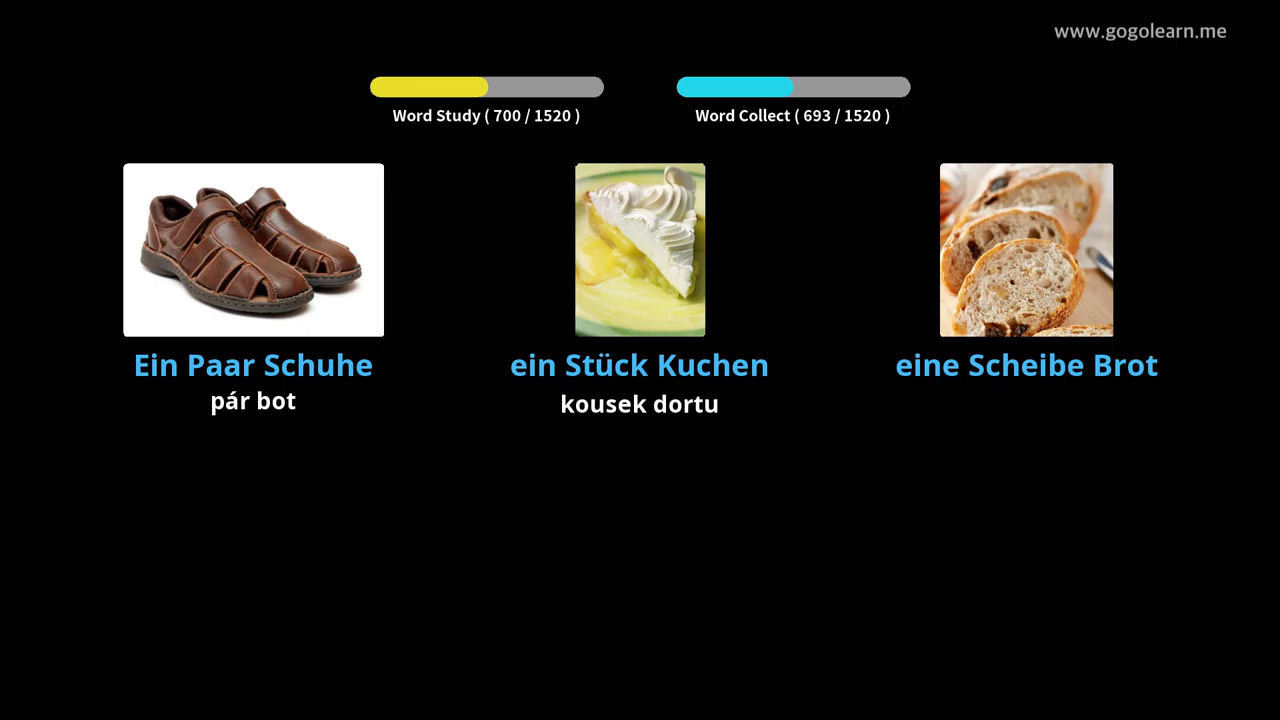 www.gogolearn.me
Word Study ( 700 / 1520 )
Word Collect ( 693 / 1520 )
Ein Paar Schuhe
pár bot
ein Stück Kuchen
kousek dortu
eine Scheibe Brot